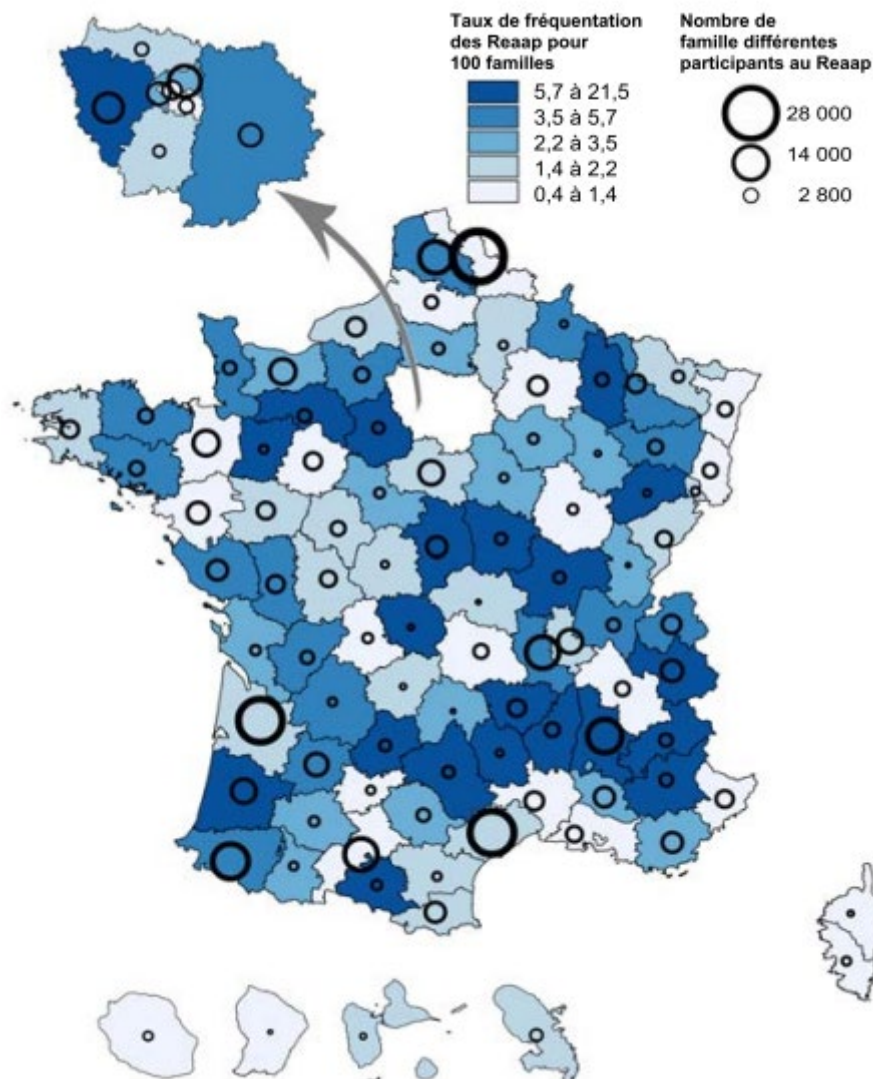 Taux de fréquentation
des Reaap pour
100 familles
5,7 à 21,5
3,5 à 5,7
2,2 à 3,5
1,4 à 2,2
0,4 à 1,4
Nombre de
famille différentes
participants au Reaap
28 000
14 000
2 800